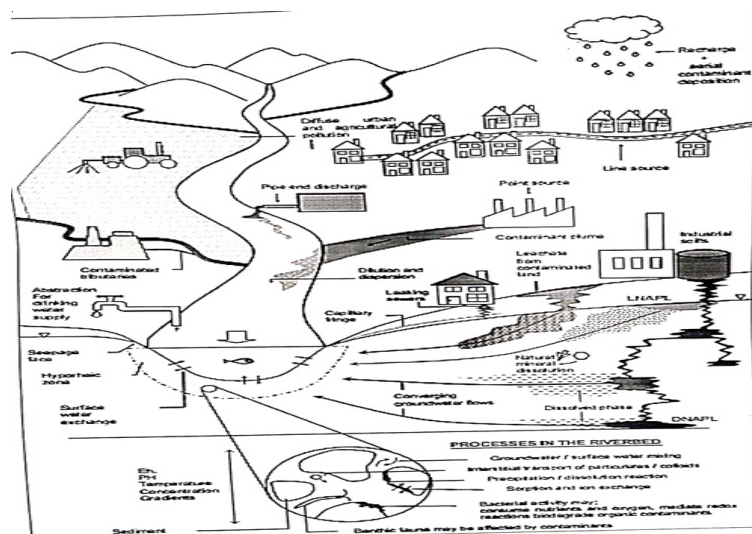 Recharge
+
aerial
contaminant
deposition
Diffuse urban
and agricultural
pollution
Line source
Pipe end discharge
Point source
Contaminant plume
Industrial
spills
Contaminated
tributaries
Dilution and
dispersion
Leachate
from
contaminated
land
Abstraction
For
drinking
water
supply
Leaking
sewers
LNAPL
Capillary
fringe
Seepage
face
Natural
mineral
dissolution
Hyporheic
zone
Surface
water
exchange
Converging
groundwater flows
Dissolved phase
DNAPL
PROCESSES IN THE RIVERBED
Groundwater / surface water mixing
Interstitial transport of particulates / colloids
Precipitation / dissolution reaction
Sorption and ion exchange
Eh,
PH
Temperature
Concentration
Gradients
Bacterial activity may;
consume nutrients and oxygen, mediate redox
reactions biodegrade organic contaminants
Sediment
Benthic fauna may be affected by contaminants